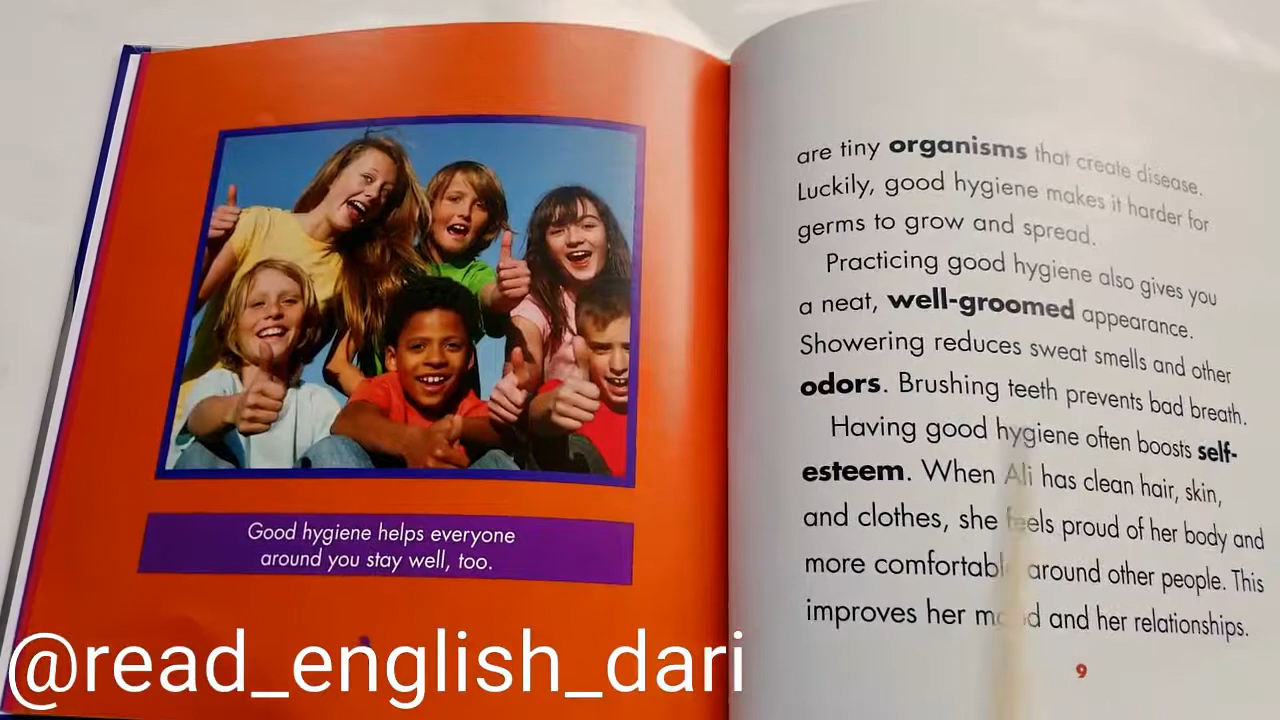 Good hygiene helps everyone
around you stay well, too.
are tiny organisms that create disease.
Luckily, good hygiene makes it harder for
germs to grow and spread.
Practicing good hygiene also gives you
a neat, well-groomed appearance.
Showering reduces sweat smells and other
odors. Brushing teeth prevents bad breath.
Having good hygiene often boosts self-
esteem. When Ali has clean hair, skin,
and clothes, she feels proud of her body and
more comfortable around other people. This
improves her mood and her relationships.
9
@read_english_dari